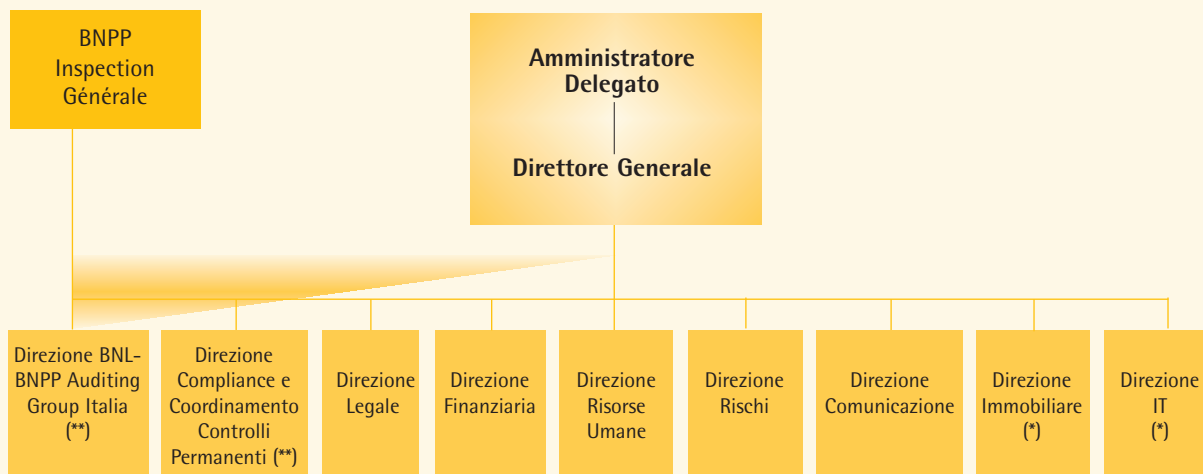 BNPP
Inspection
Générale
Amministratore
Delegato
Direttore Generale
Direzione BNL-
BNPP Auditing
Group Italia
(**)
Direzione
Compliance e
Coordinamento
Controlli
Permanenti (**)
Direzione
Legale
Direzione
Finanziaria
Direzione
Risorse
Umane
Direzione
Rischi
Direzione
Comunicazione
Direzione
Immobiliare
(*)
Direzione
IT
(*)